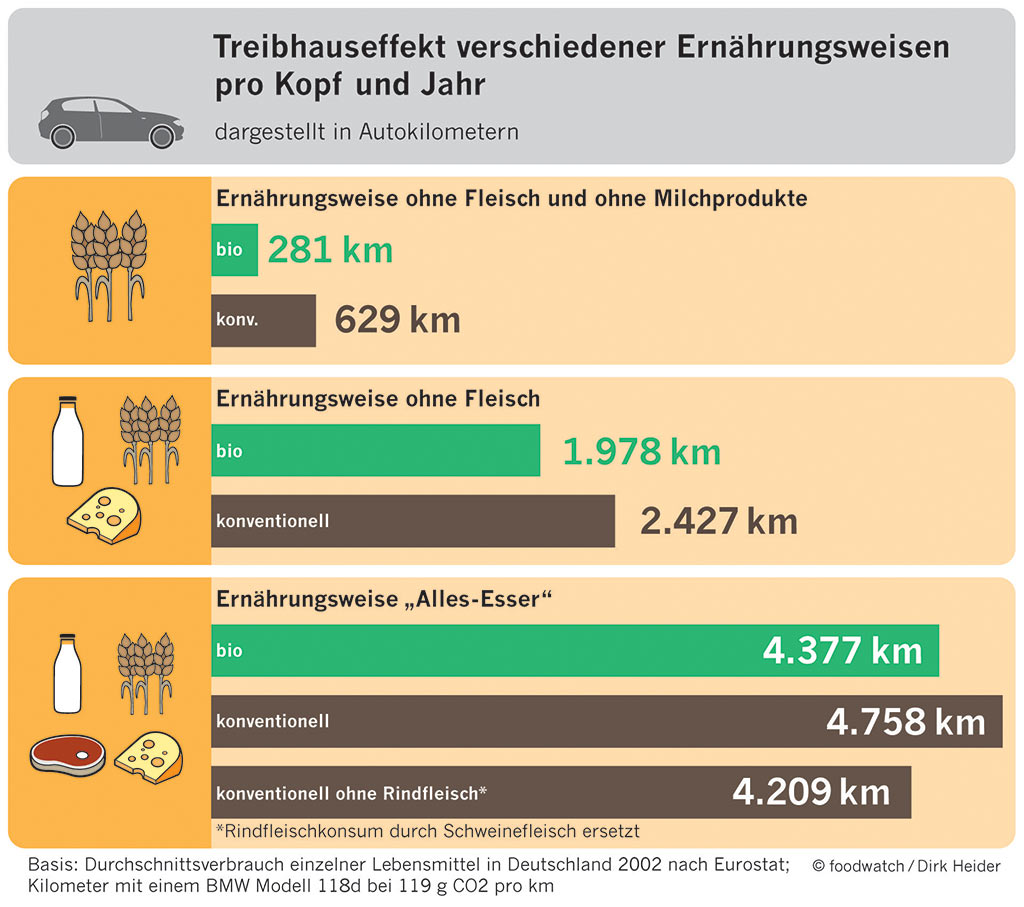 Treibhauseffekt verschiedener Ernährungsweisen
pro Kopf und Jahr
dargestellt in Autokilometern
Ernährungsweise ohne Fleisch und ohne Milchprodukte
bio 281 km
konv. 629 km
Ernährungsweise ohne Fleisch
bio 1.978 km
konventionell 2.427 km
Ernährungsweise „Alles-Esser“
bio 4.377 km
konventionell 4.758 km
konventionell ohne Rindfleisch* 4.209 km
*Rindfleischkonsum durch Schweinefleisch ersetzt
Basis: Durchschnittsverbrauch einzelner Lebensmittel in Deutschland 2002 nach Eurostat; © foodwatch / Dirk Heider
Kilometer mit einem BMW Modell 118d bei 119 g CO2 pro km